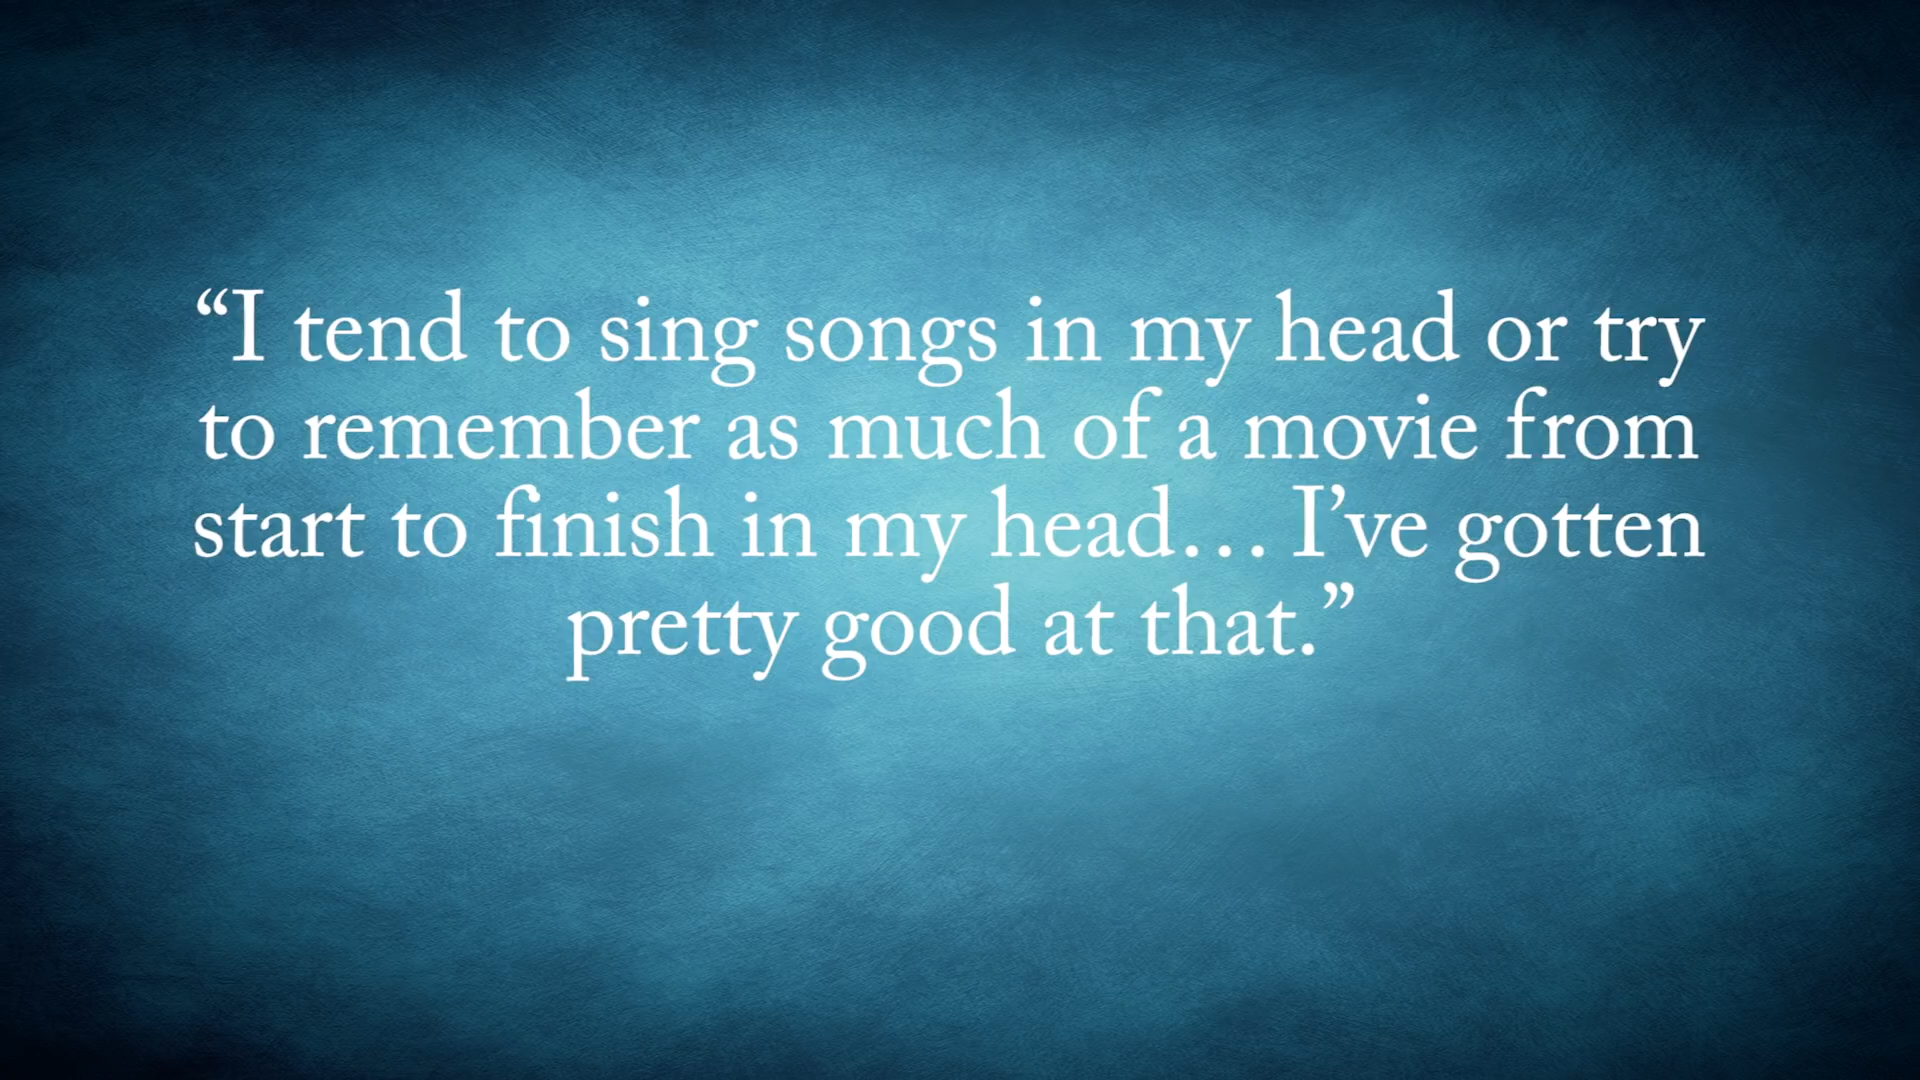 “I tend to sing songs in my head or try
to remember as much of a movie from
start to finish in my head… I’ve gotten
pretty good at that.”